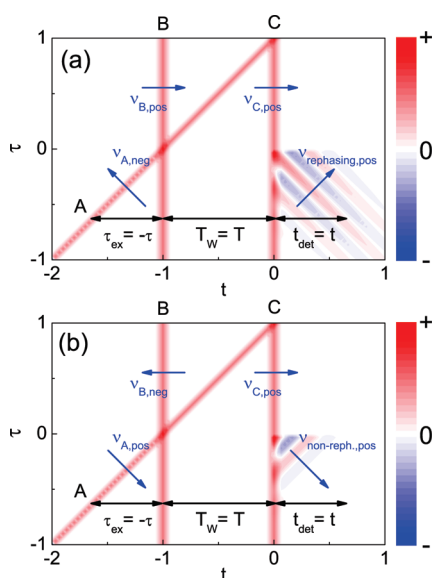 B C
1 +
(a)
ν_B,pos ν_C,pos
τ 0 0
ν_A,neg ν_rephasing,pos
A
τ_ex = -τ T_W = T t_det = t
-1 -
-2 -1 0 1
t
B C
1 +
(b)
ν_B,neg ν_C,pos
τ 0 0
ν_A,pos ν_non-reph.,pos
A
τ_ex = -τ T_W = T t_det = t
-1 -
-2 -1 0 1
t